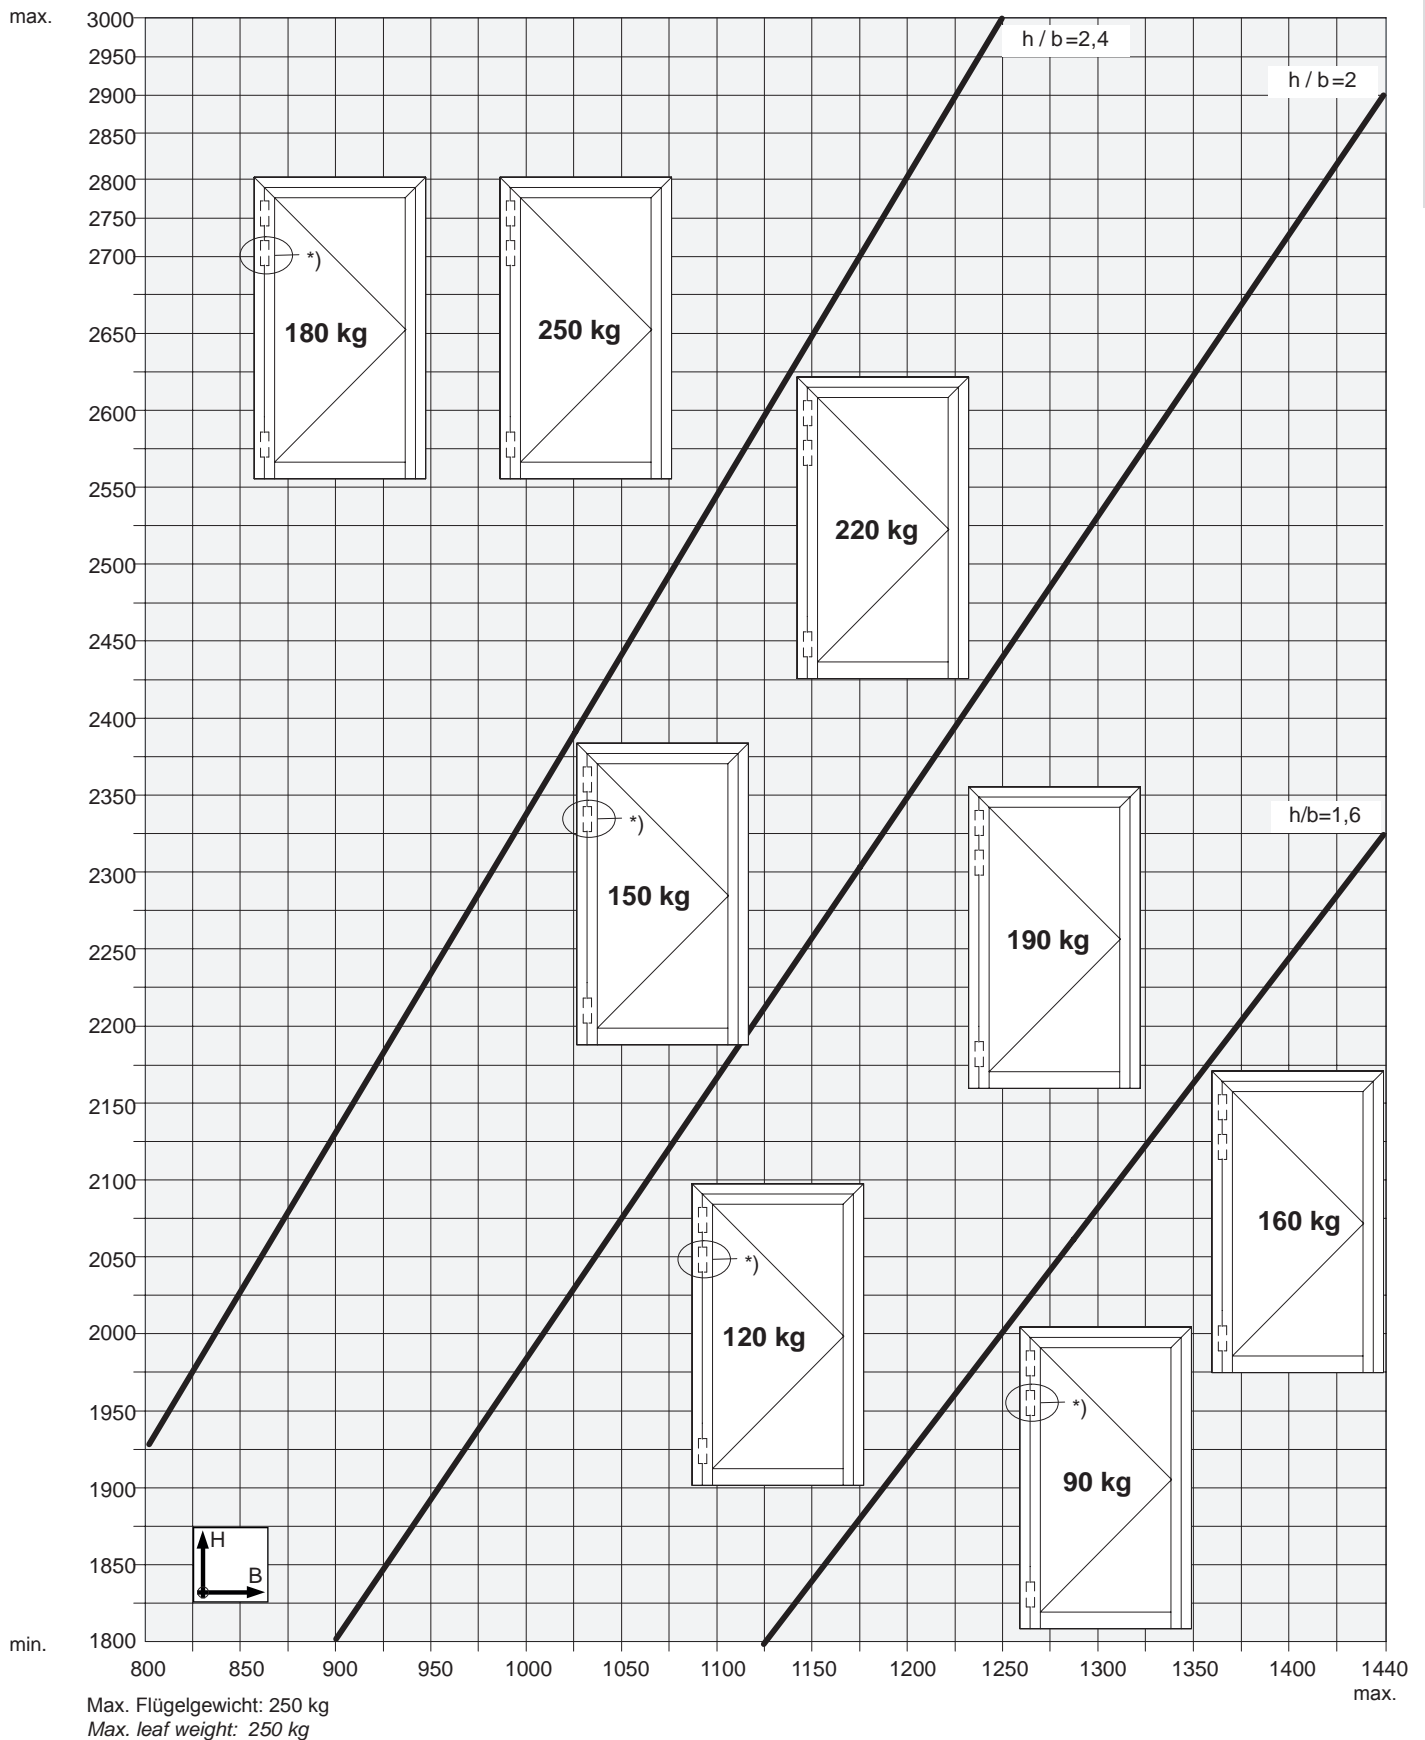 max.
3000
h / b=2,4
2950
h / b=2
2900
2850
2800
2750
2700
*)
2650
180 kg
250 kg
2600
2550
220 kg
2500
2450
2400
2350
*)
h/b=1,6
2300
150 kg
190 kg
2250
2200
2150
2100
160 kg
2050
*)
2000
120 kg
1950
*)
1900
90 kg
H
1850
B
min.
1800
800 850 900 950 1000 1050 1100 1150 1200 1250 1300 1350 1400 1440
max.
Max. Flügelgewicht: 250 kg
Max. leaf weight: 250 kg